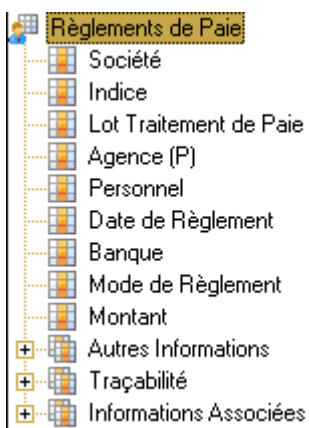 Règlements de Paie
Société
Indice
Lot Traitement de Paie
Agence (P)
Personnel
Date de Règlement
Banque
Mode de Règlement
Montant
Autres Informations
Traçabilité
Informations Associées